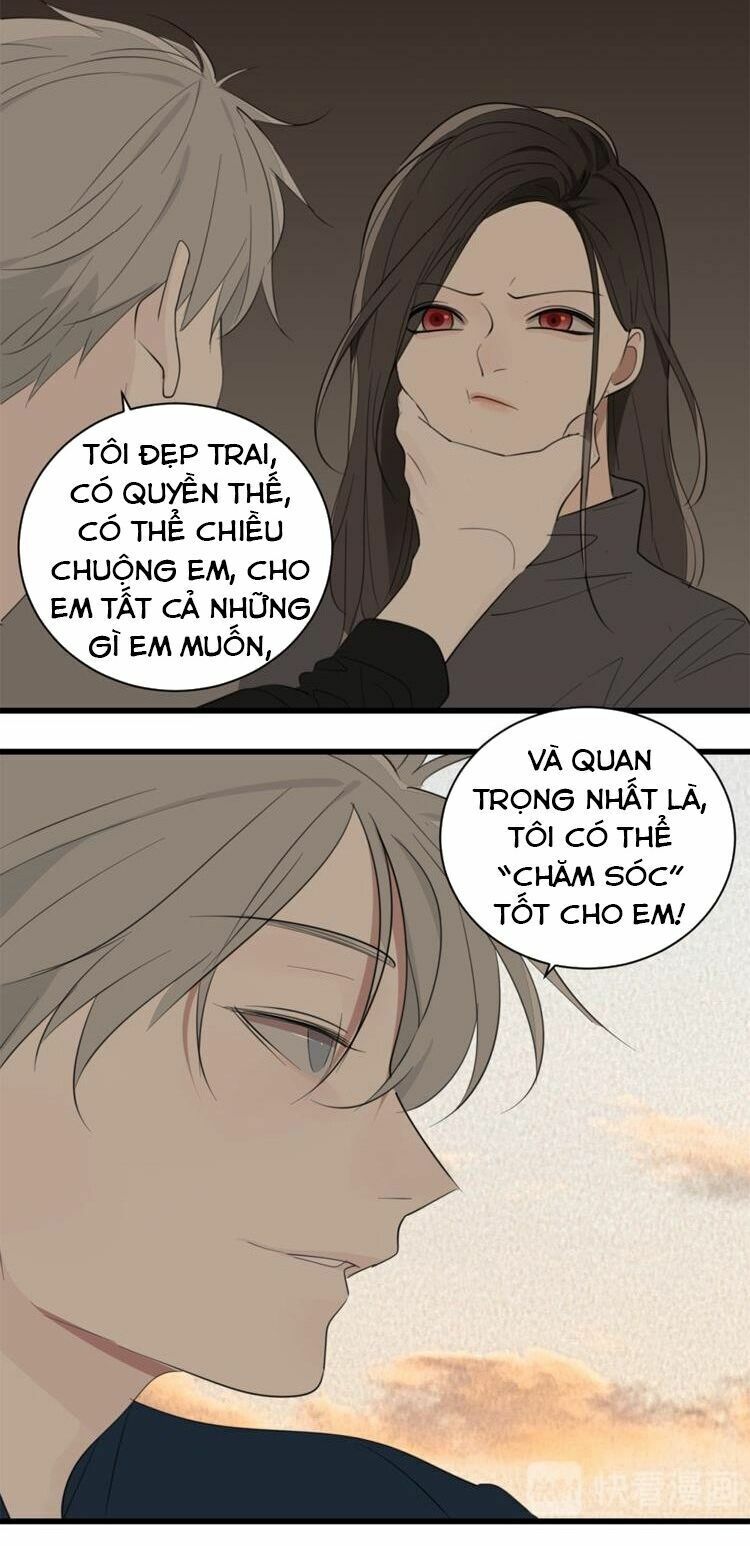 TÔI ĐẸP TRAI,
CÓ QUYỀN THẾ,
CÓ THỂ CHIỀU
CHUỘNG EM, CHO
EM TẤT CẢ NHỮNG
GÌ EM MUỐN,
VÀ QUAN
TRỌNG NHẤT LÀ,
TÔI CÓ THỂ
"CHĂM SÓC"
TỐT CHO EM!
快看漫画